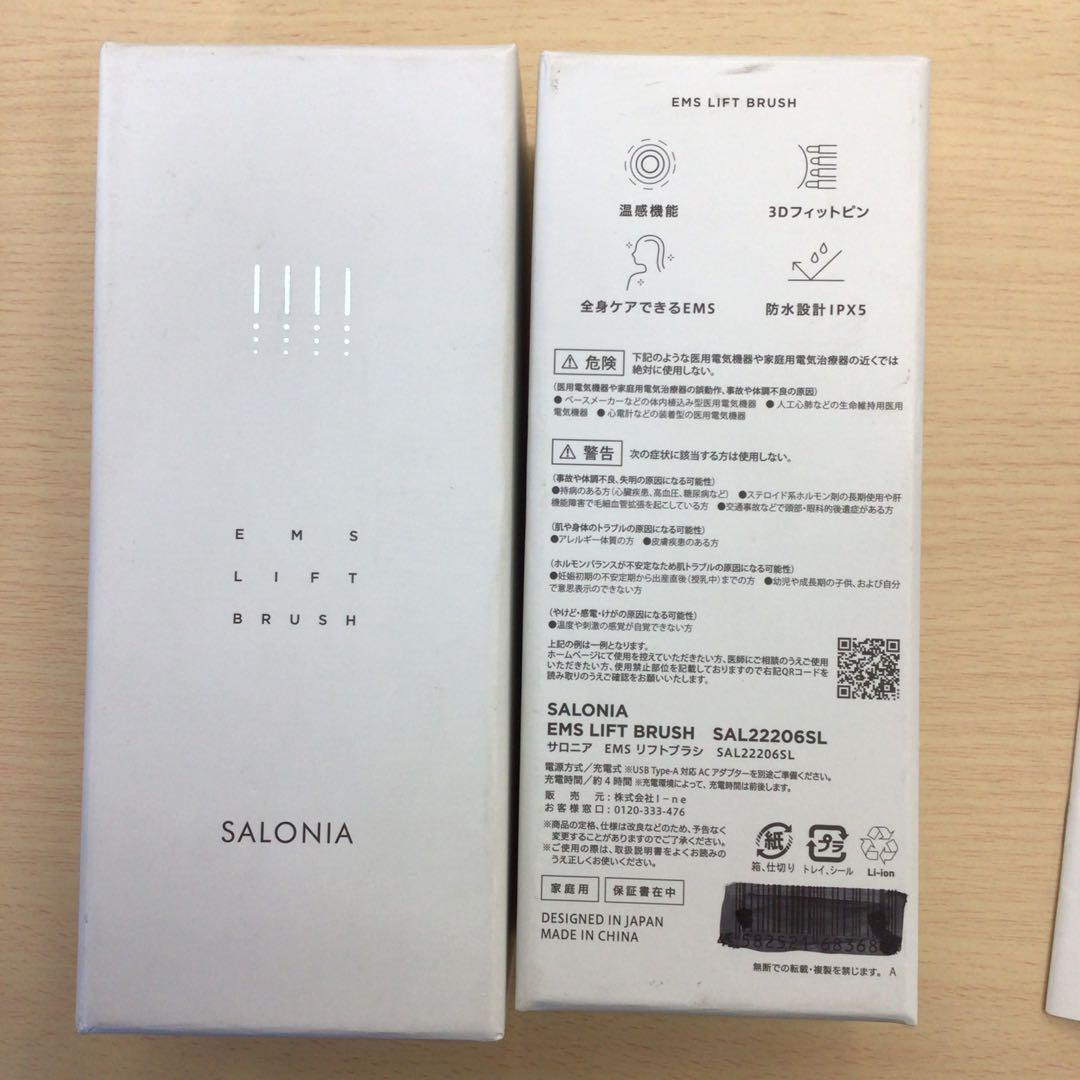 EMS
LIFT
BRUSH
SALONIA
EMS LIFT BRUSH
温感機能
3Dフィットピン
全身ケアできるEMS
防水設計IPX5
危険
下記のような医用電気機器や家庭用電気治療器の近くでは
絶対に使用しない。
(医用電気機器や家庭用電気治療器の誤動作、事故や体調不良の原因)
●ペースメーカーなどの体内植込み型医用電気機器 ●人工心肺などの生命維持用医用
電気機器 ●心電計などの装着型の医用電気機器
警告
次の症状に該当する方は使用しない。
(事故や体調不良、失明の原因になる可能性)
●持病のある方(心臓疾患、高血圧、糖尿病など) ●ステロイド系ホルモン剤の長期使用や肝
機能障害で毛細血管拡張を起こしている方 ●交通事故などで頭部・眼科的後遺症がある方
(肌や身体のトラブルの原因になる可能性)
●アレルギー体質の方 ●皮膚疾患のある方
(ホルモンバランスが不安定なため肌トラブルの原因になる可能性)
●妊娠初期の不安定期から出産直後(授乳中)までの方 ●幼児や成長期の子供、および自分
で意思表示のできない方
(やけど・感電・けがの原因になる可能性)
●温度や刺激の感覚が自覚できない方
上記の例は一例となります。
ホームページにて使用を控えていただきたい方、医師にご相談のうえご使用
いただきたい方、使用禁止部位を記載しておりますので右記QRコードを
読み取りのうえご確認をお願いいたします。
SALONIA
EMS LIFT BRUSH SAL22206SL
サロニア EMS リフトブラシ SAL22206SL
電源方式/充電式 ※USB Type-A 対応 AC アダプターを別途ご準備ください。
充電時間/約4時間 ※充電環境によって、充電時間は前後します。
販売元:株式会社I-ne
お客様窓口:0120-333-476
※商品の定格、仕様は改良などのため、予告なく
変更することがありますのでご了承ください。
※ご使用の際は、取扱説明書をよくお読みの
うえ正しくお使いください。
紙
プラ
箱、仕切り
トレイ、シール
Li-ion
家庭用
保証書在中
DESIGNED IN JAPAN
MADE IN CHINA
582521 68368
無断での転載・複製を禁じます。 A